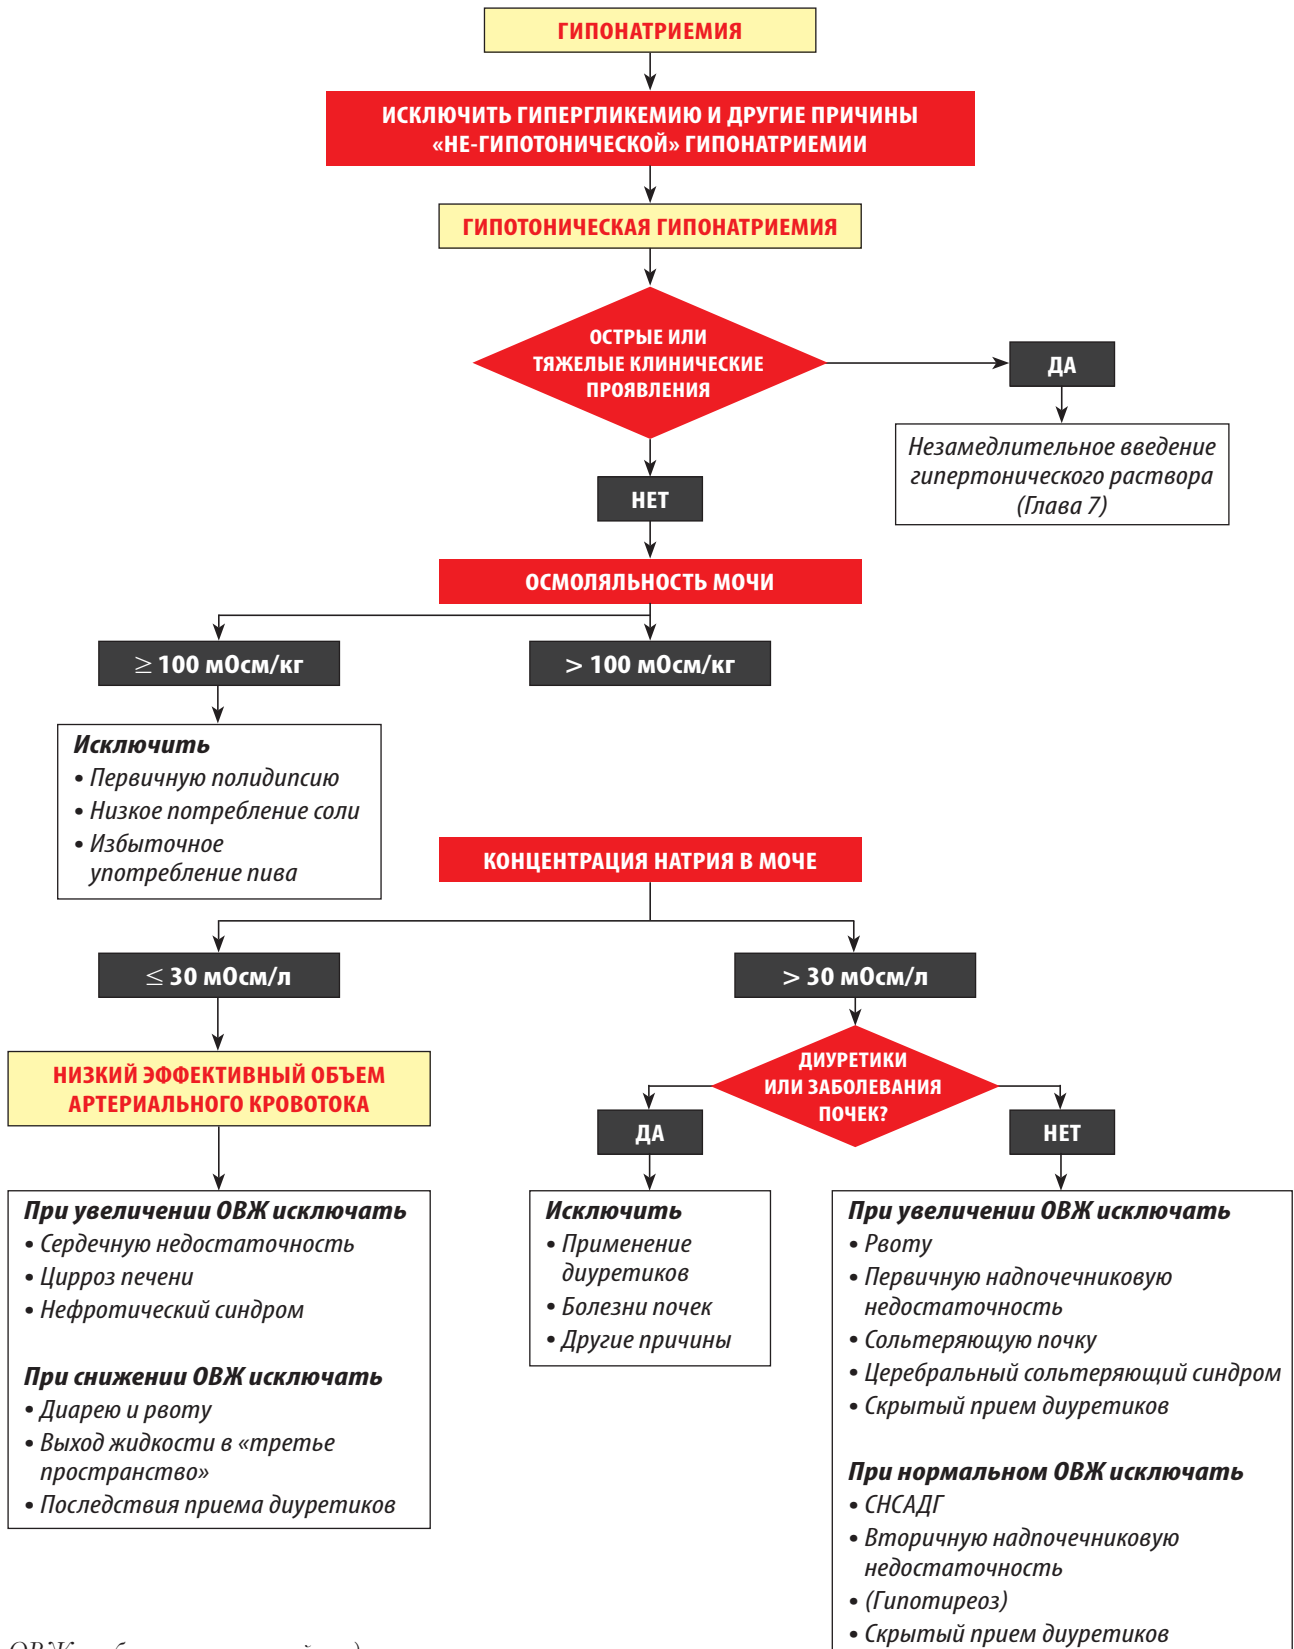 ГИПОНАТРИЕМИЯ
ИСКЛЮЧИТЬ ГИПЕРГЛИКЕМИЮ И ДРУГИЕ ПРИЧИНЫ
«НЕ-ГИПОТОНИЧЕСКОЙ» ГИПОНАТРИЕМИИ
ГИПОТОНИЧЕСКАЯ ГИПОНАТРИЕМИЯ
ОСТРЫЕ ИЛИ
ТЯЖЕЛЫЕ КЛИНИЧЕСКИЕ
ПРОЯВЛЕНИЯ
ДА
Незамедлительное введение
гипертонического раствора
(Глава 7)
НЕТ
ОСМОЛЯЛЬНОСТЬ МОЧИ
≥ 100 мОсм/кг
> 100 мОсм/кг
Исключить
• Первичную полидипсию
• Низкое потребление соли
• Избыточное
употребление пива
КОНЦЕНТРАЦИЯ НАТРИЯ В МОЧЕ
≤ 30 мОсм/л
> 30 мОсм/л
НИЗКИЙ ЭФФЕКТИВНЫЙ ОБЪЕМ
АРТЕРИАЛЬНОГО КРОВОТОКА
ДИУРЕТИКИ
ИЛИ ЗАБОЛЕВАНИЯ
ПОЧЕК?
ДА
НЕТ
При увеличении ОВЖ исключать
• Сердечную недостаточность
• Цирроз печени
• Нефротический синдром
При снижении ОВЖ исключать
• Диарею и рвоту
• Выход жидкости в «третье
пространство»
• Последствия приема диуретиков
Исключить
• Применение
диуретиков
• Болезни почек
• Другие причины
При увеличении ОВЖ исключать
• Рвоту
• Первичную надпочечниковую
недостаточность
• Сольтеряющую почку
• Церебральный сольтеряющий синдром
• Скрытый прием диуретиков
При нормальном ОВЖ исключать
• СНСАДГ
• Вторичную надпочечниковую
недостаточность
• (Гипотиреоз)
• Скрытый прием диуретиков